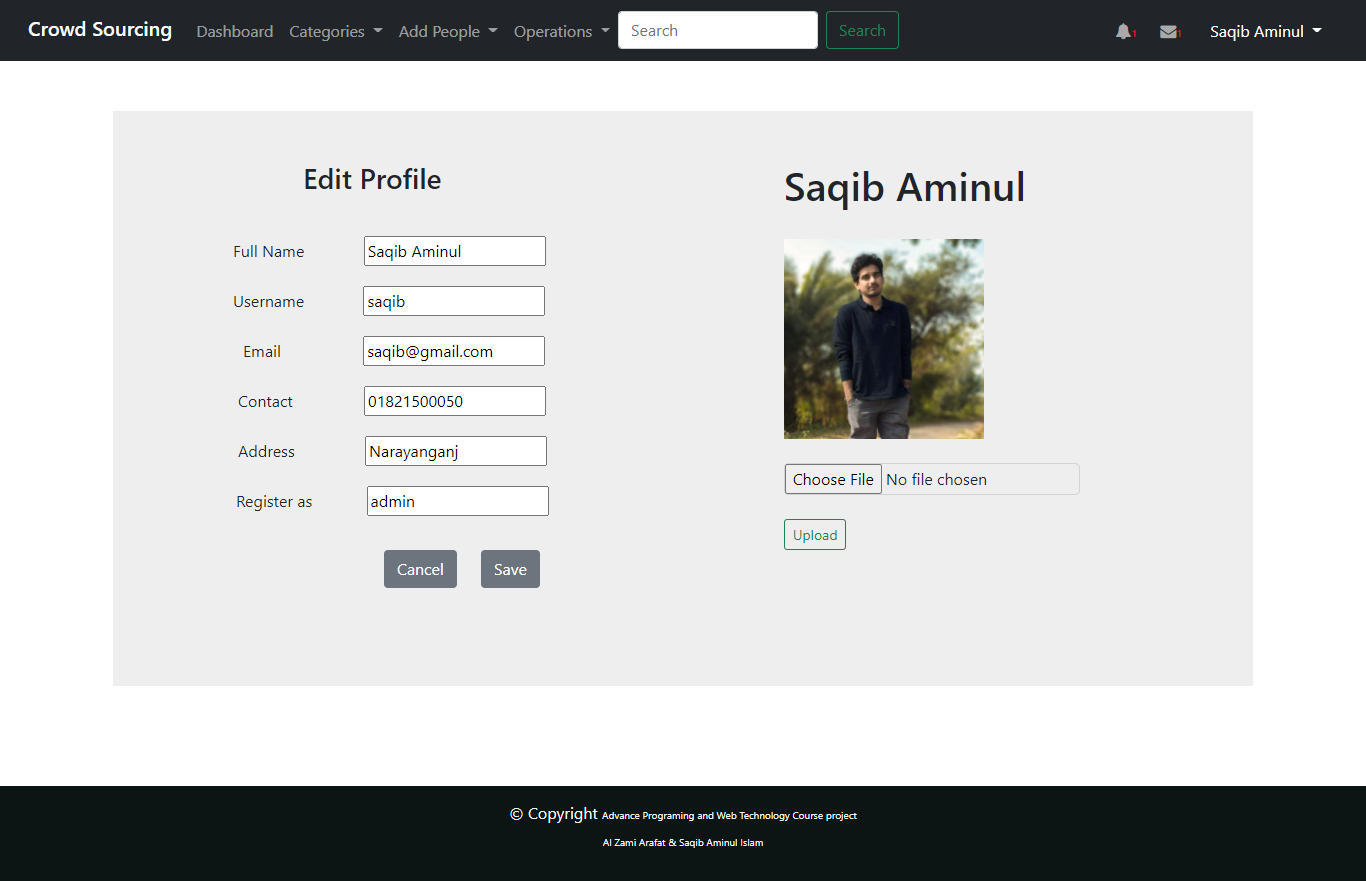 Crowd Sourcing Dashboard Categories Add People Operations Search Search 1 1 Saqib Aminul
Edit Profile
Full Name Saqib Aminul
Username saqib
Email saqib@gmail.com
Contact 01821500050
Address Narayanganj
Register as admin
Cancel Save
Saqib Aminul
Choose File No file chosen
Upload
© Copyright Advance Programing and Web Technology Course project
Al Zami Arafat & Saqib Aminul Islam